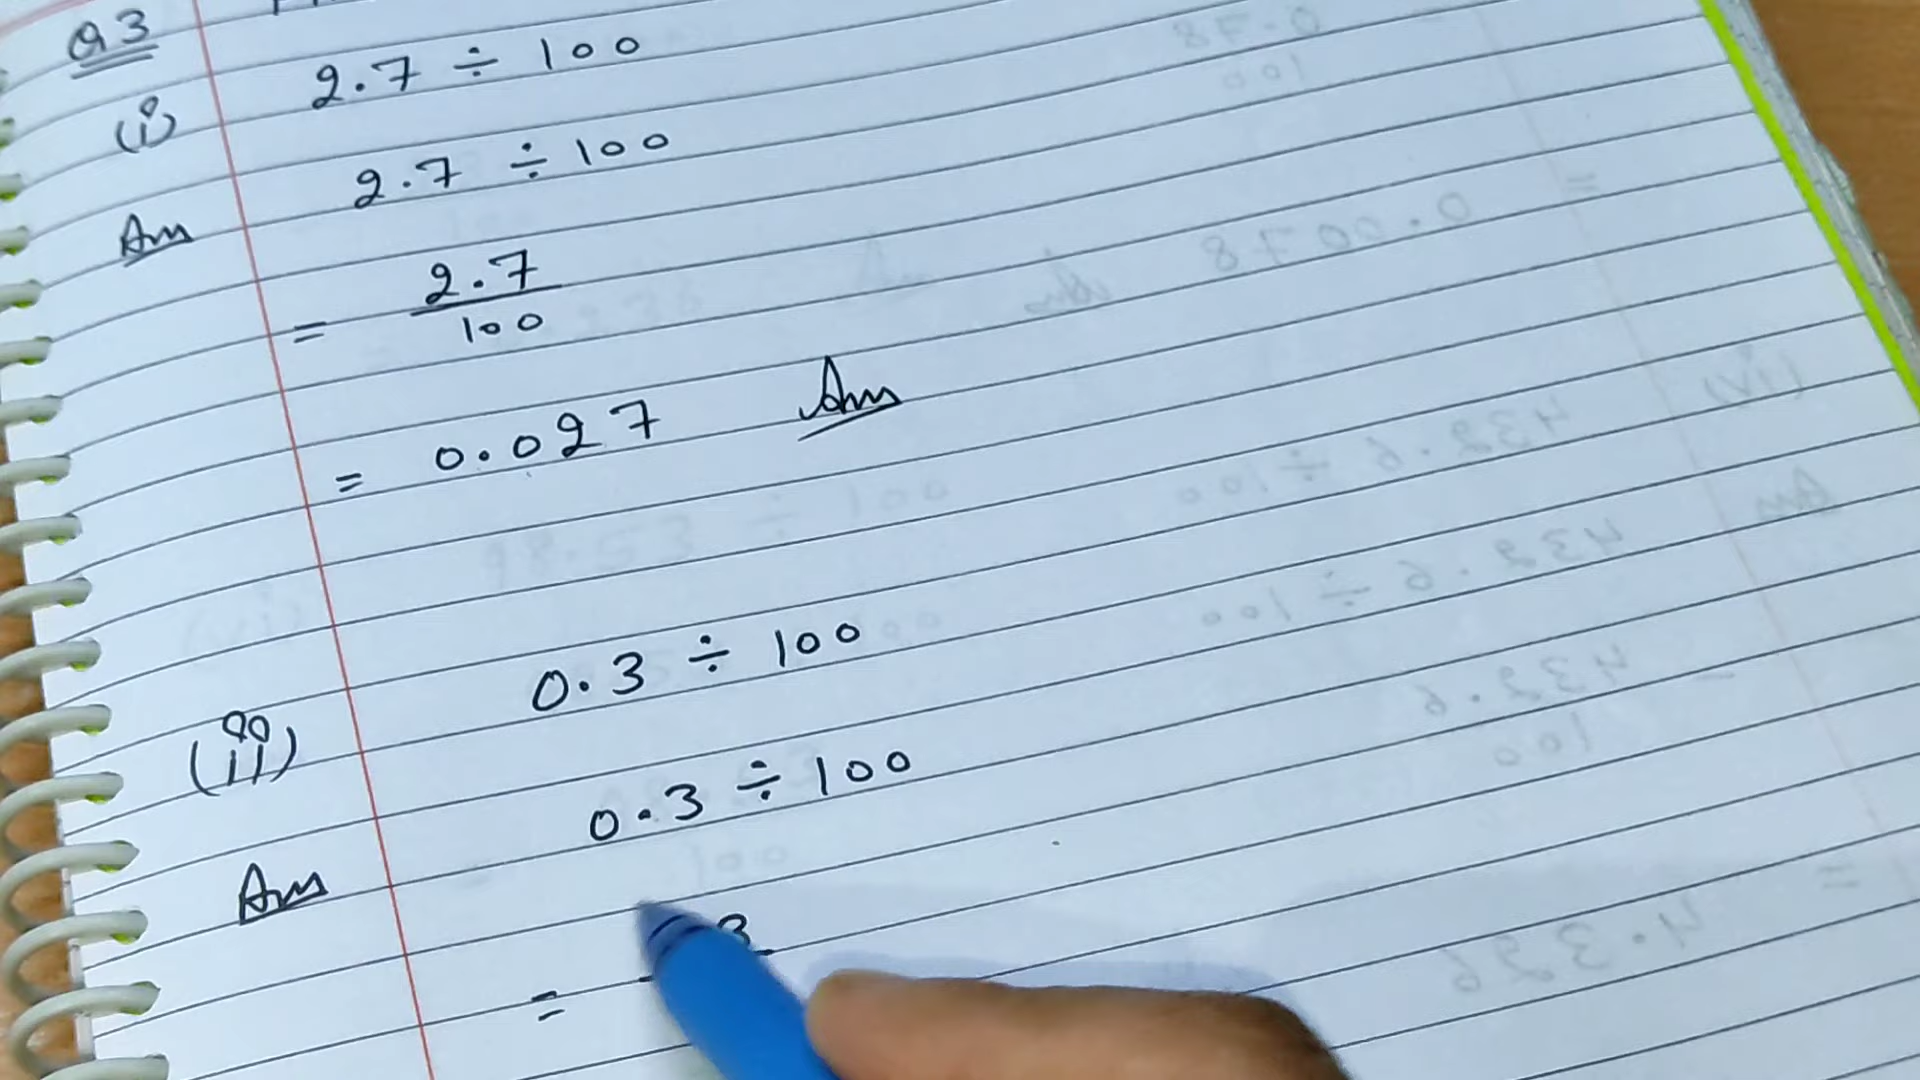 Q3
(i) 2.7 ÷ 100
Ans 2.7 ÷ 100
= 2.7
100
= 0.027 Ans
(ii) 0.3 ÷ 100
Ans 0.3 ÷ 100
= 3